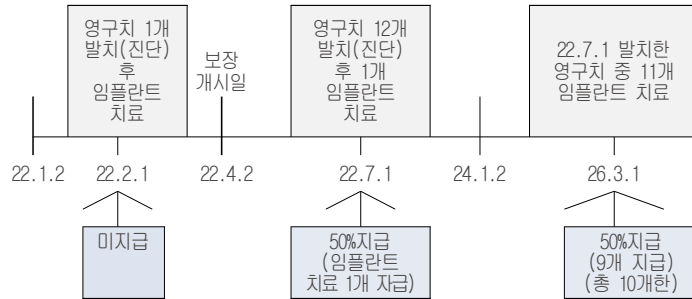 영구치 1개
발치(진단)
후
임플란트
치료
보장
개시일
영구치 12개
발치(진단)
후 1개
임플란트
치료
22.7.1 발치한
영구치 중 11개
임플란트 치료
22.1.2
22.2.1
22.4.2
22.7.1
24.1.2
26.3.1
미지급
50%지급
(임플란트
치료 1개 자급)
50%지급
(9개 지급)
(총 10개한)